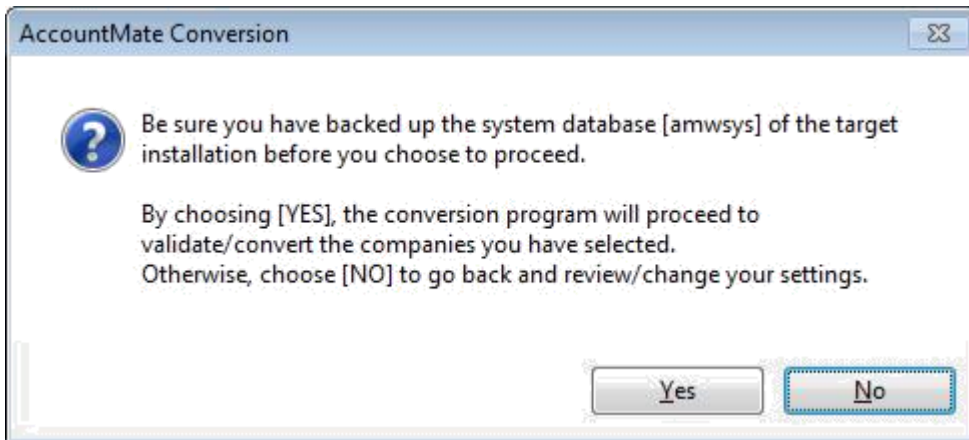 AccountMate Conversion
Be sure you have backed up the system database [amwsys] of the target
installation before you choose to proceed.
By choosing [YES], the conversion program will proceed to
validate/convert the companies you have selected.
Otherwise, choose [NO] to go back and review/change your settings.
Yes
No